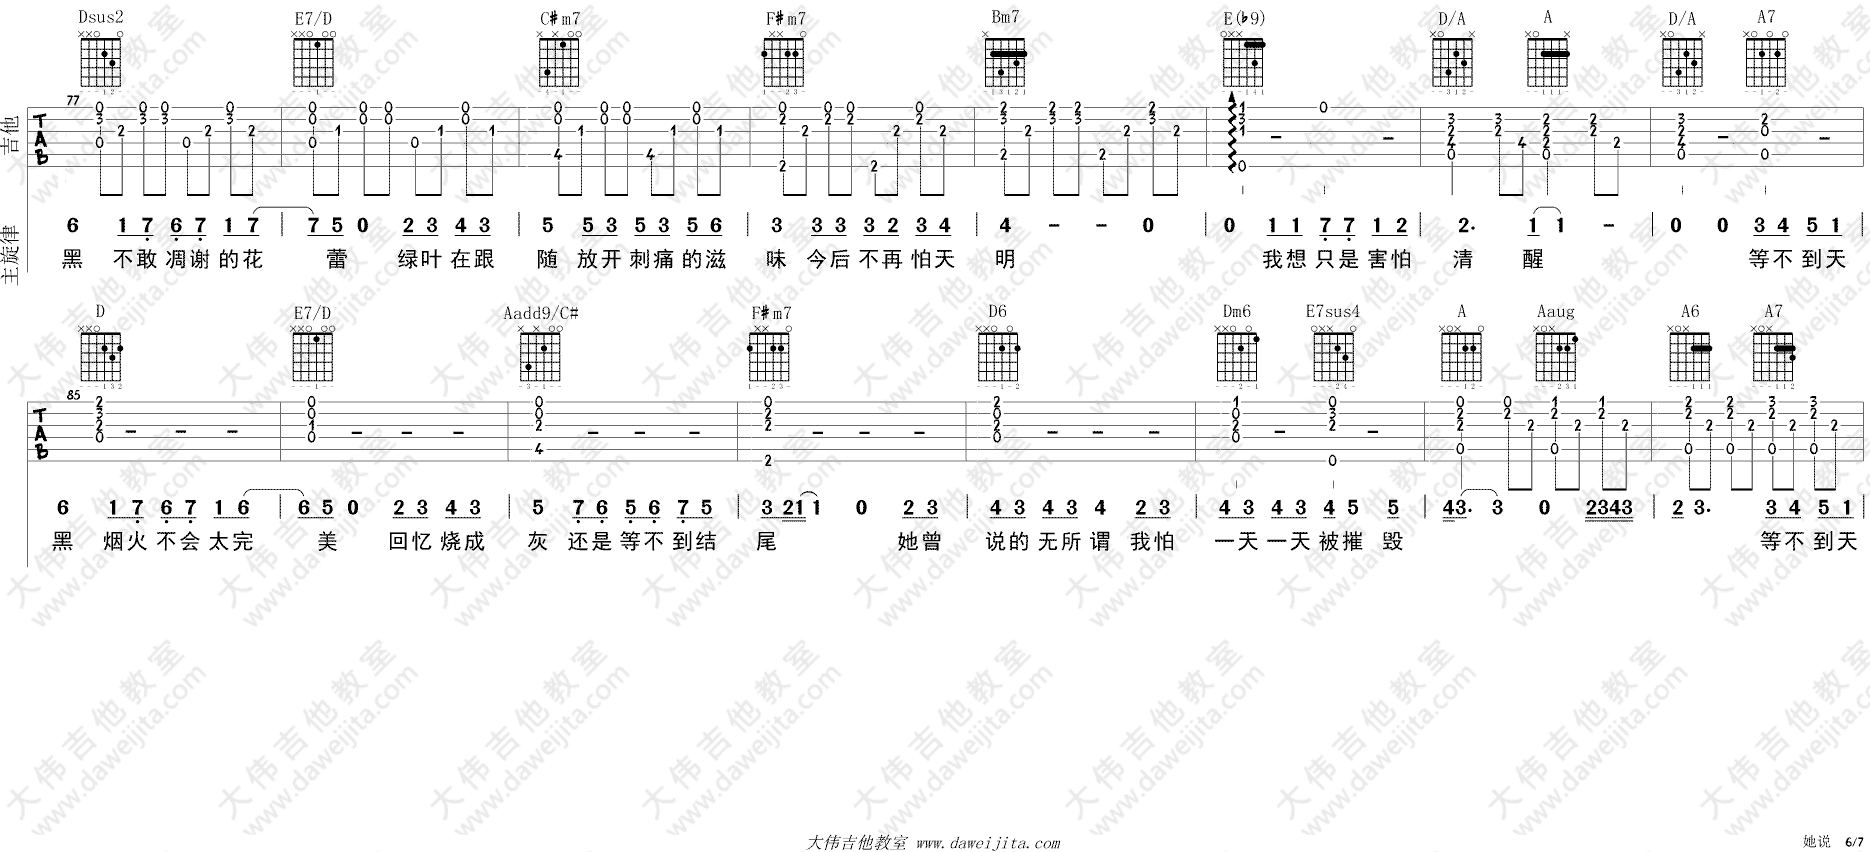 Dsus2 E7/D C♯m7 F♯m7 Bm7 E(♭9) D/A A D/A A7
77
吉他
TAB
主旋律
6 1 7 6 7 1 7 | 7 5 0 2 3 4 3 | 5 5 3 5 3 5 6 | 3 3 3 3 2 3 4 | 4 - - 0 | 0 1 1 7 7 1 2 | 2. 1 1 - | 0 0 3 4 5 1 |
黑 不敢 凋谢 的花 蕾 绿叶 在跟 随 放开 刺痛 的滋 味 今后 不再 怕天 明 我想 只是 害怕 清 醒 等不 到天
D E7/D Aadd9/C# F♯m7 D6 Dm6 E7sus4 A Aaug A6 A7
85
TAB
6 1 7 6 7 1 6 | 6 5 0 2 3 4 3 | 5 7 6 5 6 7 5 | 3 21 1 0 2 3 | 5 3 4 3 4 2 3 | 4 3 4 3 4 5 5 | 43. 3 0 2343 | 2 3. 3 4 5 1 |
黑 烟火 不会 太完 美 回忆 烧成 灰 还是 等不 到结 尾 她曾 说的 无所 谓 我怕 一天 一天 被摧 毁 等不 到天
大伟吉他教室 www.daweijita.com
她说 6/7